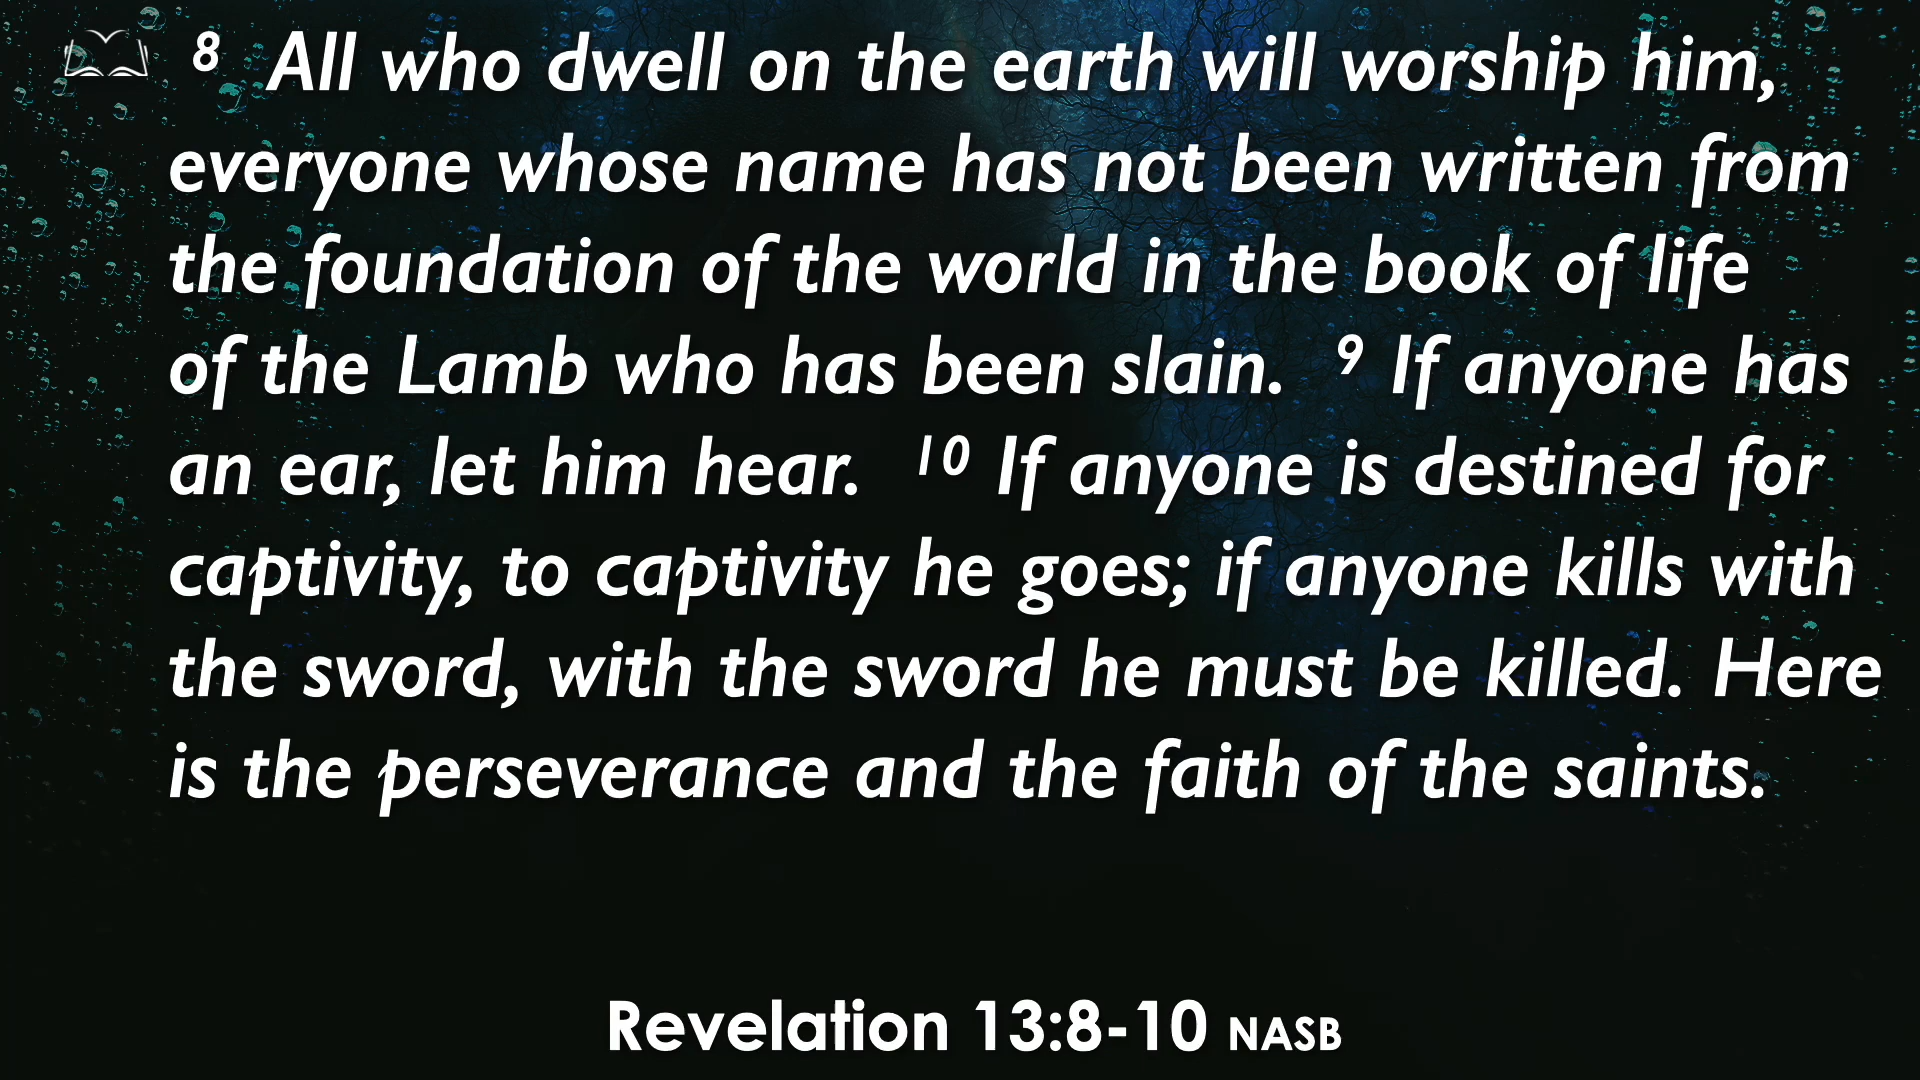 8 All who dwell on the earth will worship him,
everyone whose name has not been written from
the foundation of the world in the book of life
of the Lamb who has been slain. 9 If anyone has
an ear, let him hear. 10 If anyone is destined for
captivity, to captivity he goes; if anyone kills with
the sword, with the sword he must be killed. Here
is the perseverance and the faith of the saints.
Revelation 13:8-10 NASB